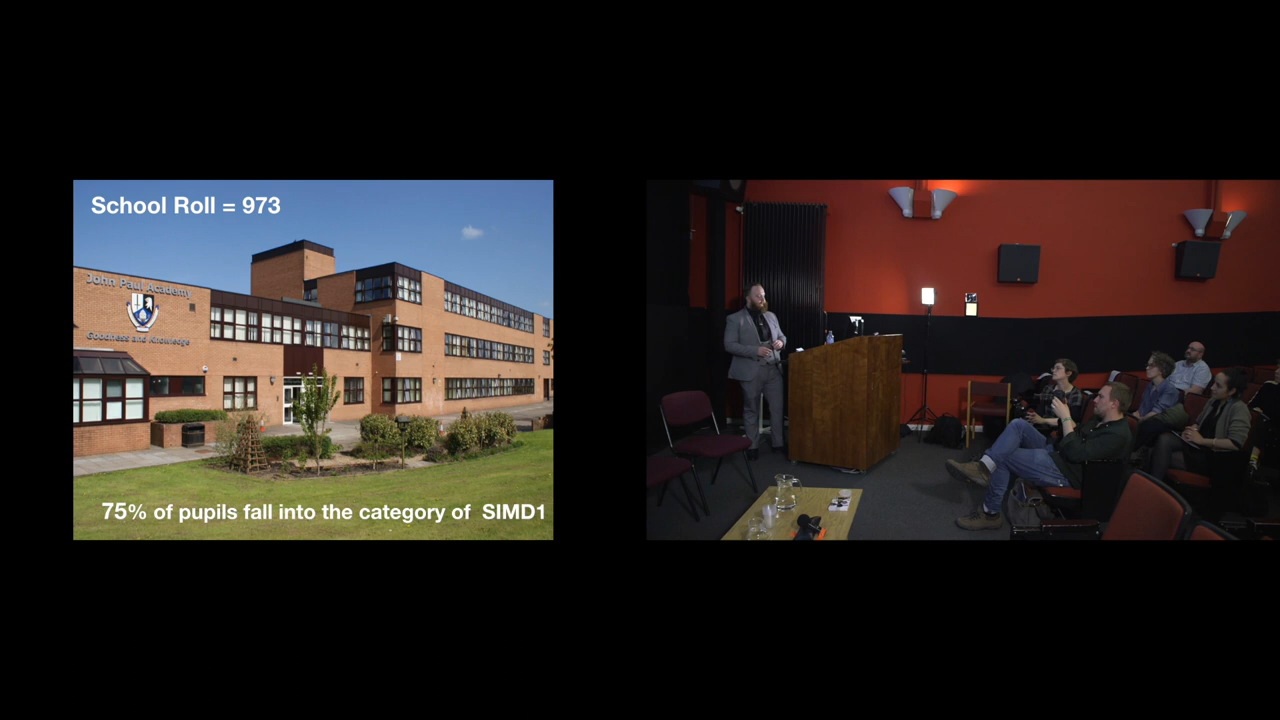 School Roll = 973
John Paul Academy
Goodness and Knowledge
75% of pupils fall into the category of SIMD1